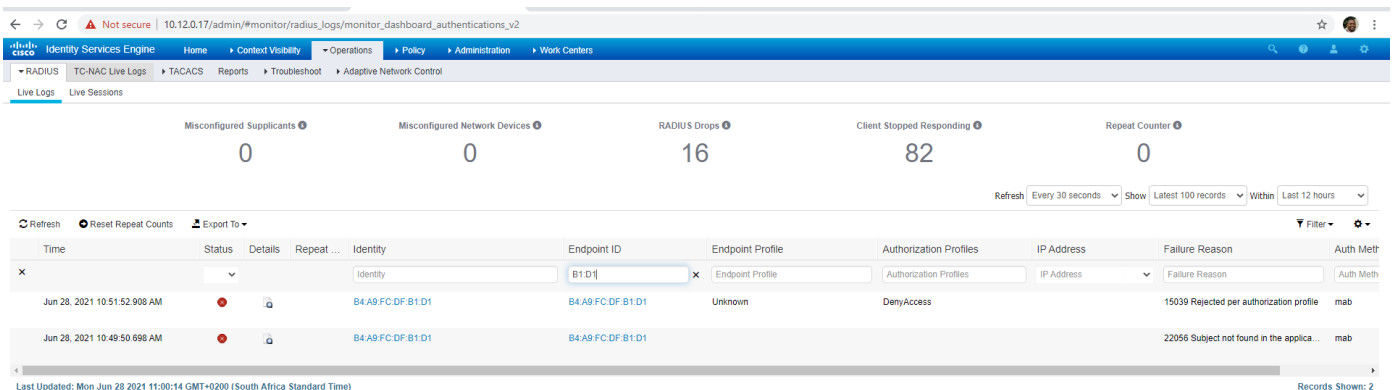 Not secure | 10.12.0.17/admin/#monitor/radius_logs/monitor_dashboard_authentications_v2
CISCO Identity Services Engine Home Context Visibility Operations Policy Administration Work Centers
RADIUS TC-NAC Live Logs TACACS Reports Troubleshoot Adaptive Network Control
Live Logs Live Sessions
Misconfigured Supplicants Misconfigured Network Devices RADIUS Drops Client Stopped Responding Repeat Counter
0 0 16 82 0
Refresh Every 30 seconds Show Latest 100 records Within Last 12 hours
Refresh Reset Repeat Counts Export To Filter
Time Status Details Repeat ... Identity Endpoint ID Endpoint Profile Authorization Profiles IP Address Failure Reason Auth Meth
× Identity B1:D1 × Endpoint Profile Authorization Profiles IP Address Failure Reason Auth Meth
Jun 28, 2021 10:51:52.908 AM B4:A9:FC:DF:B1:D1 B4:A9:FC:DF:B1:D1 Unknown DenyAccess 15039 Rejected per authorization profile mab
Jun 28, 2021 10:49:50.698 AM B4:A9:FC:DF:B1:D1 B4:A9:FC:DF:B1:D1 22056 Subject not found in the applica... mab
Last Updated: Mon Jun 28 2021 11:00:14 GMT+0200 (South Africa Standard Time) Records Shown: 2